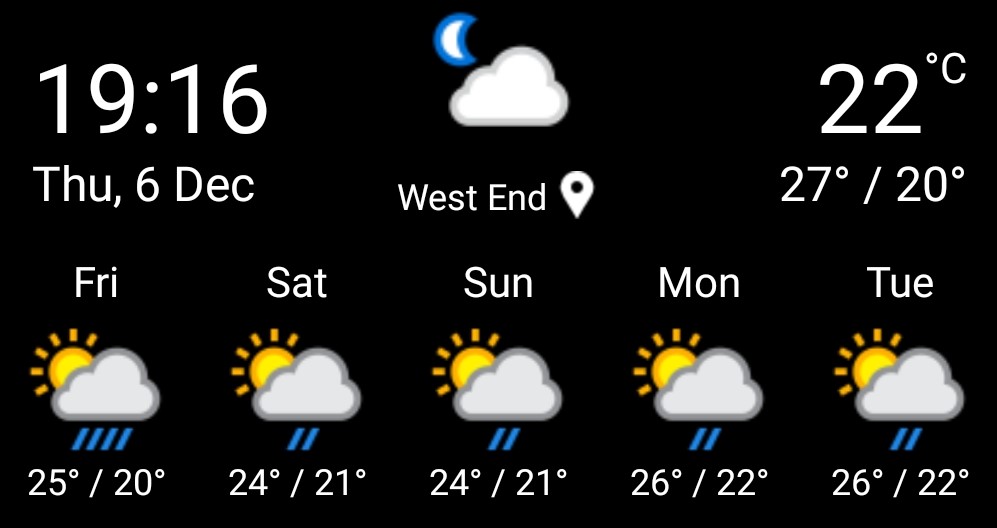 19:16
22°C
Thu, 6 Dec
West End
27° / 20°
Fri
Sat
Sun
Mon
Tue
25° / 20°
24° / 21°
24° / 21°
26° / 22°
26° / 22°